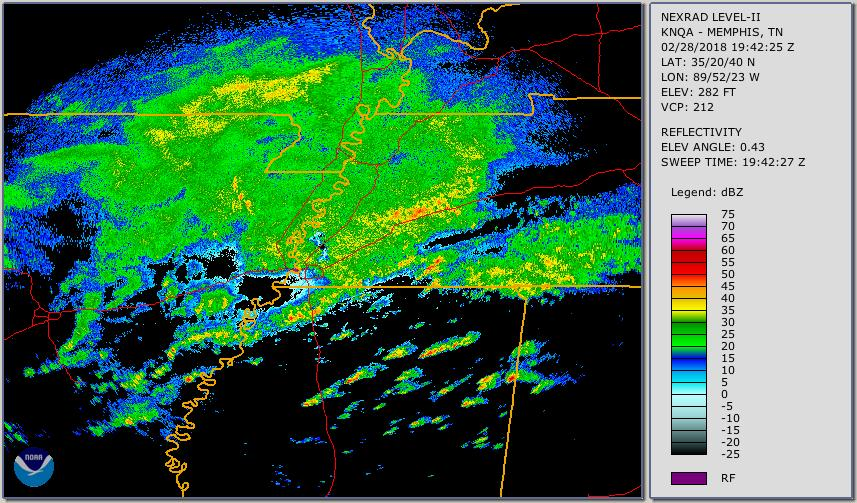 NEXRAD LEVEL-II
KNQA - MEMPHIS, TN
02/28/2018 19:42:25 Z
LAT: 35/20/40 N
LON: 89/52/23 W
ELEV: 282 FT
VCP: 212
REFLECTIVITY
ELEV ANGLE: 0.43
SWEEP TIME: 19:42:27 Z
Legend: dBZ
75
70
65
60
55
50
45
40
35
30
25
20
15
10
5
0
-5
-10
-15
-20
-25
RF
NOAA